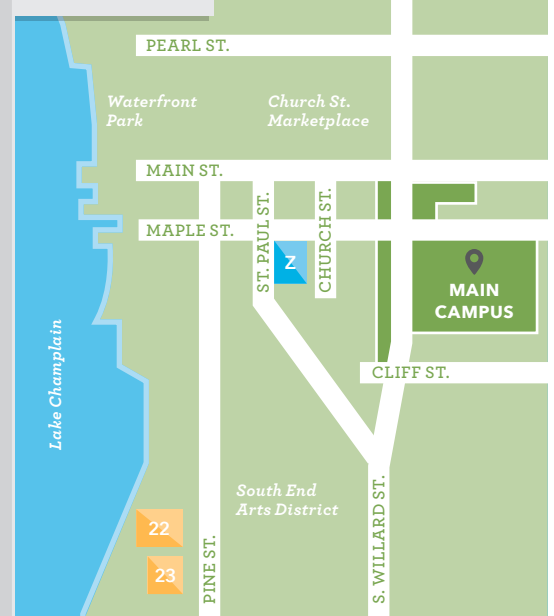 PEARL ST.
Waterfront
Park
Church St.
Marketplace
MAIN ST.
MAPLE ST.
ST. PAUL ST.
CHURCH ST.
Z
MAIN
CAMPUS
Lake Champlain
CLIFF ST.
South End
Arts District
22
23
PINE ST.
S. WILLARD ST.